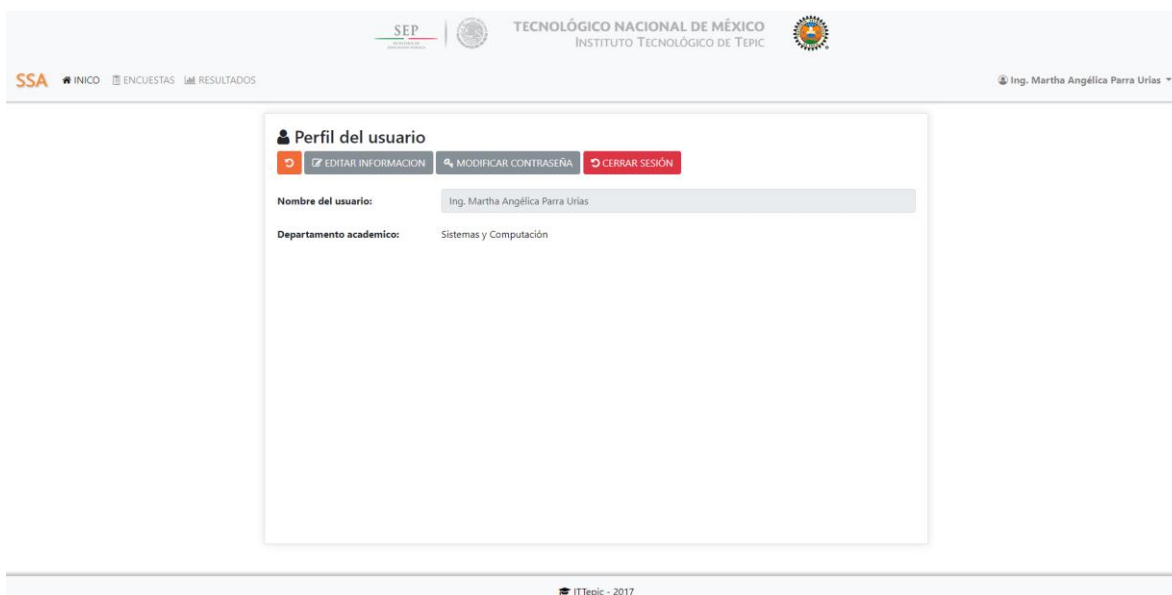 SEP
TECNOLÓGICO NACIONAL DE MÉXICO
INSTITUTO TECNOLÓGICO DE TEPIC
SSA INICO ENCUESTAS RESULTADOS Ing. Martha Angélica Parra Urias
Perfil del usuario
EDITAR INFORMACION MODIFICAR CONTRASEÑA CERRAR SESIÓN
Nombre del usuario: Ing. Martha Angélica Parra Urias
Departamento academico: Sistemas y Computación
ITTepic - 2017